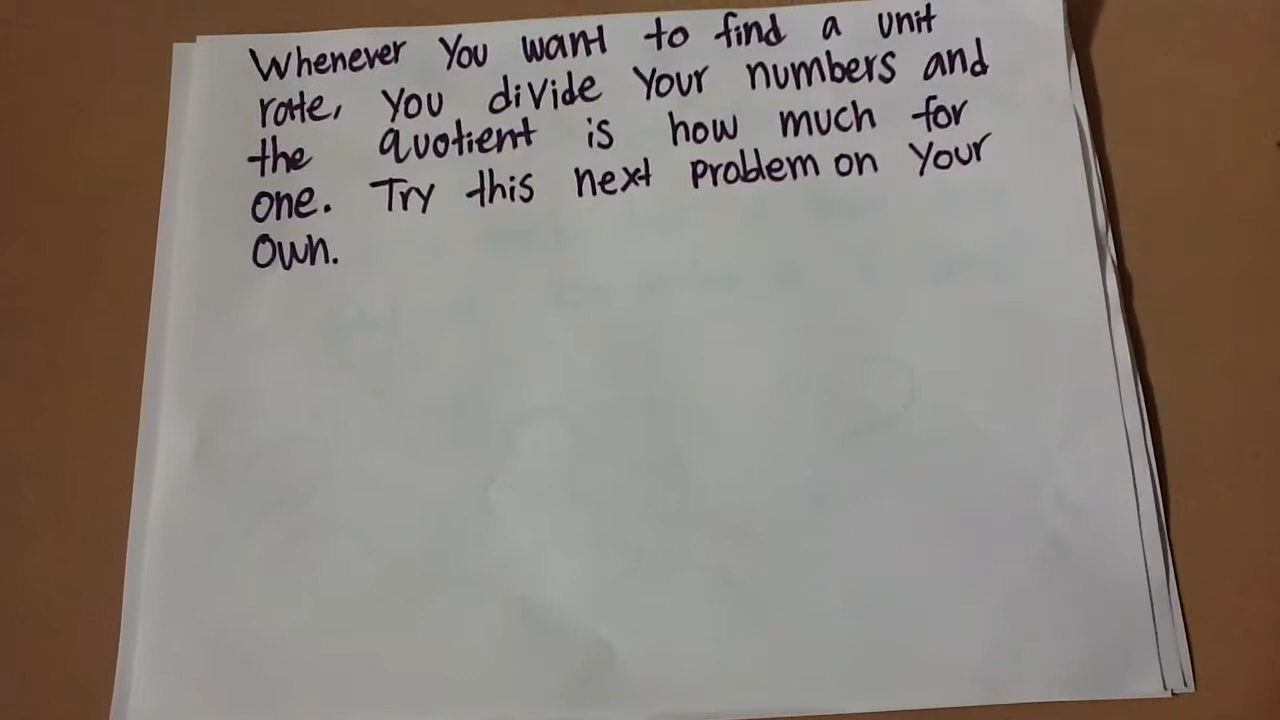 Whenever You want to find a unit
rate, you divide your numbers and
the quotient is how much for
one. Try this next problem on Your
Own.